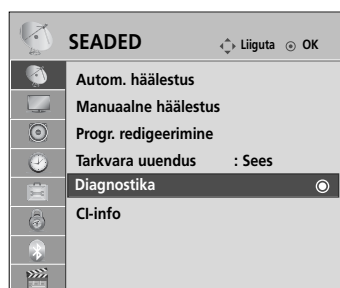 SEADED Liiguta OK
Autom. häälestus
Manuaalne häälestus
Progr. redigeerimine
Tarkvara uuendus : Sees
Diagnostika
CI-info